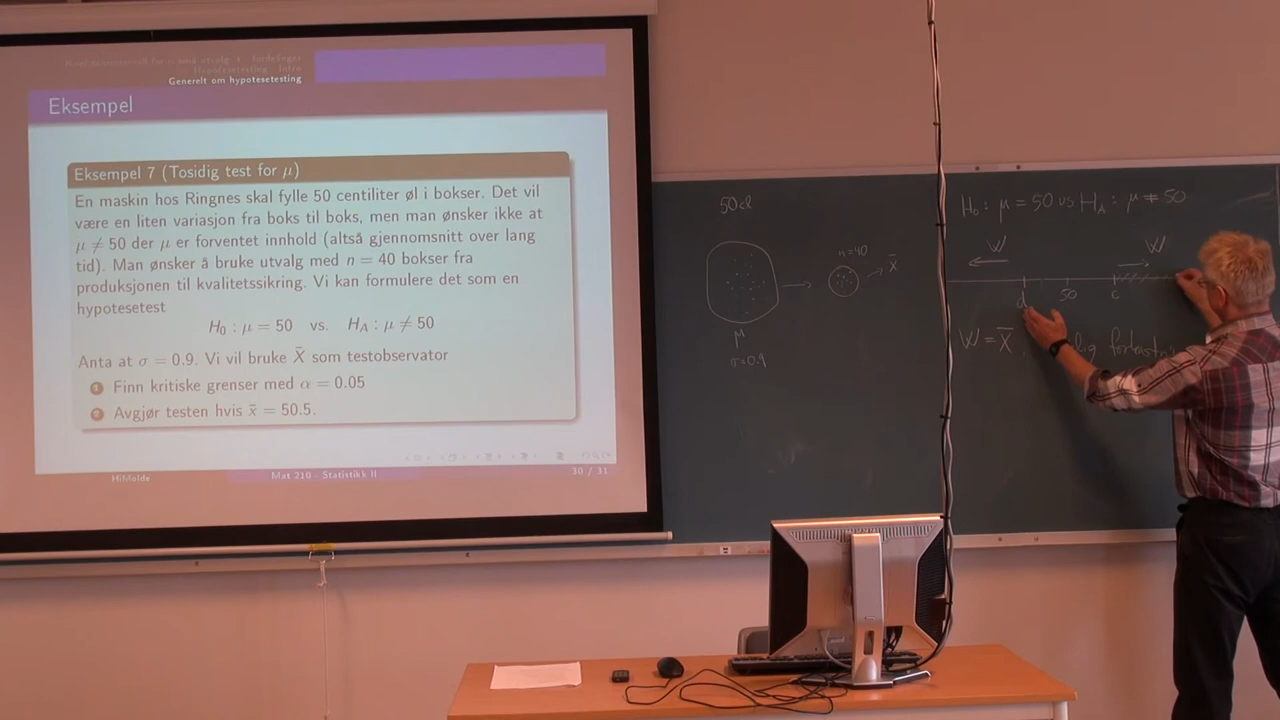 Hypotesetesting - Intro
Generelt om hypotesetesting
Eksempel
Eksempel 7 (Tosidig test for μ)
En maskin hos Ringnes skal fylle 50 centiliter øl i bokser. Det vil
være en liten variasjon fra boks til boks, men man ønsker ikke at
μ ≠ 50 der μ er forventet innhold (altså gjennomsnitt over lang
tid). Man ønsker å bruke utvalg med n = 40 bokser fra
produksjonen til kvalitetssikring. Vi kan formulere det som en
hypotesetest
H₀ : μ = 50 vs. H_A : μ ≠ 50
Anta at σ = 0.9. Vi vil bruke X̄ som testobservator
1 Finn kritiske grenser med α = 0.05
2 Avgjør testen hvis x̄ = 50.5.
HiMolde Mat 210 - Statistikk II 30 / 31
50cl
n=40
X̄
μ
σ=0.9
H₀ : μ = 50 vs H_A : μ ≠ 50
W W
d 50 c
W = X̄